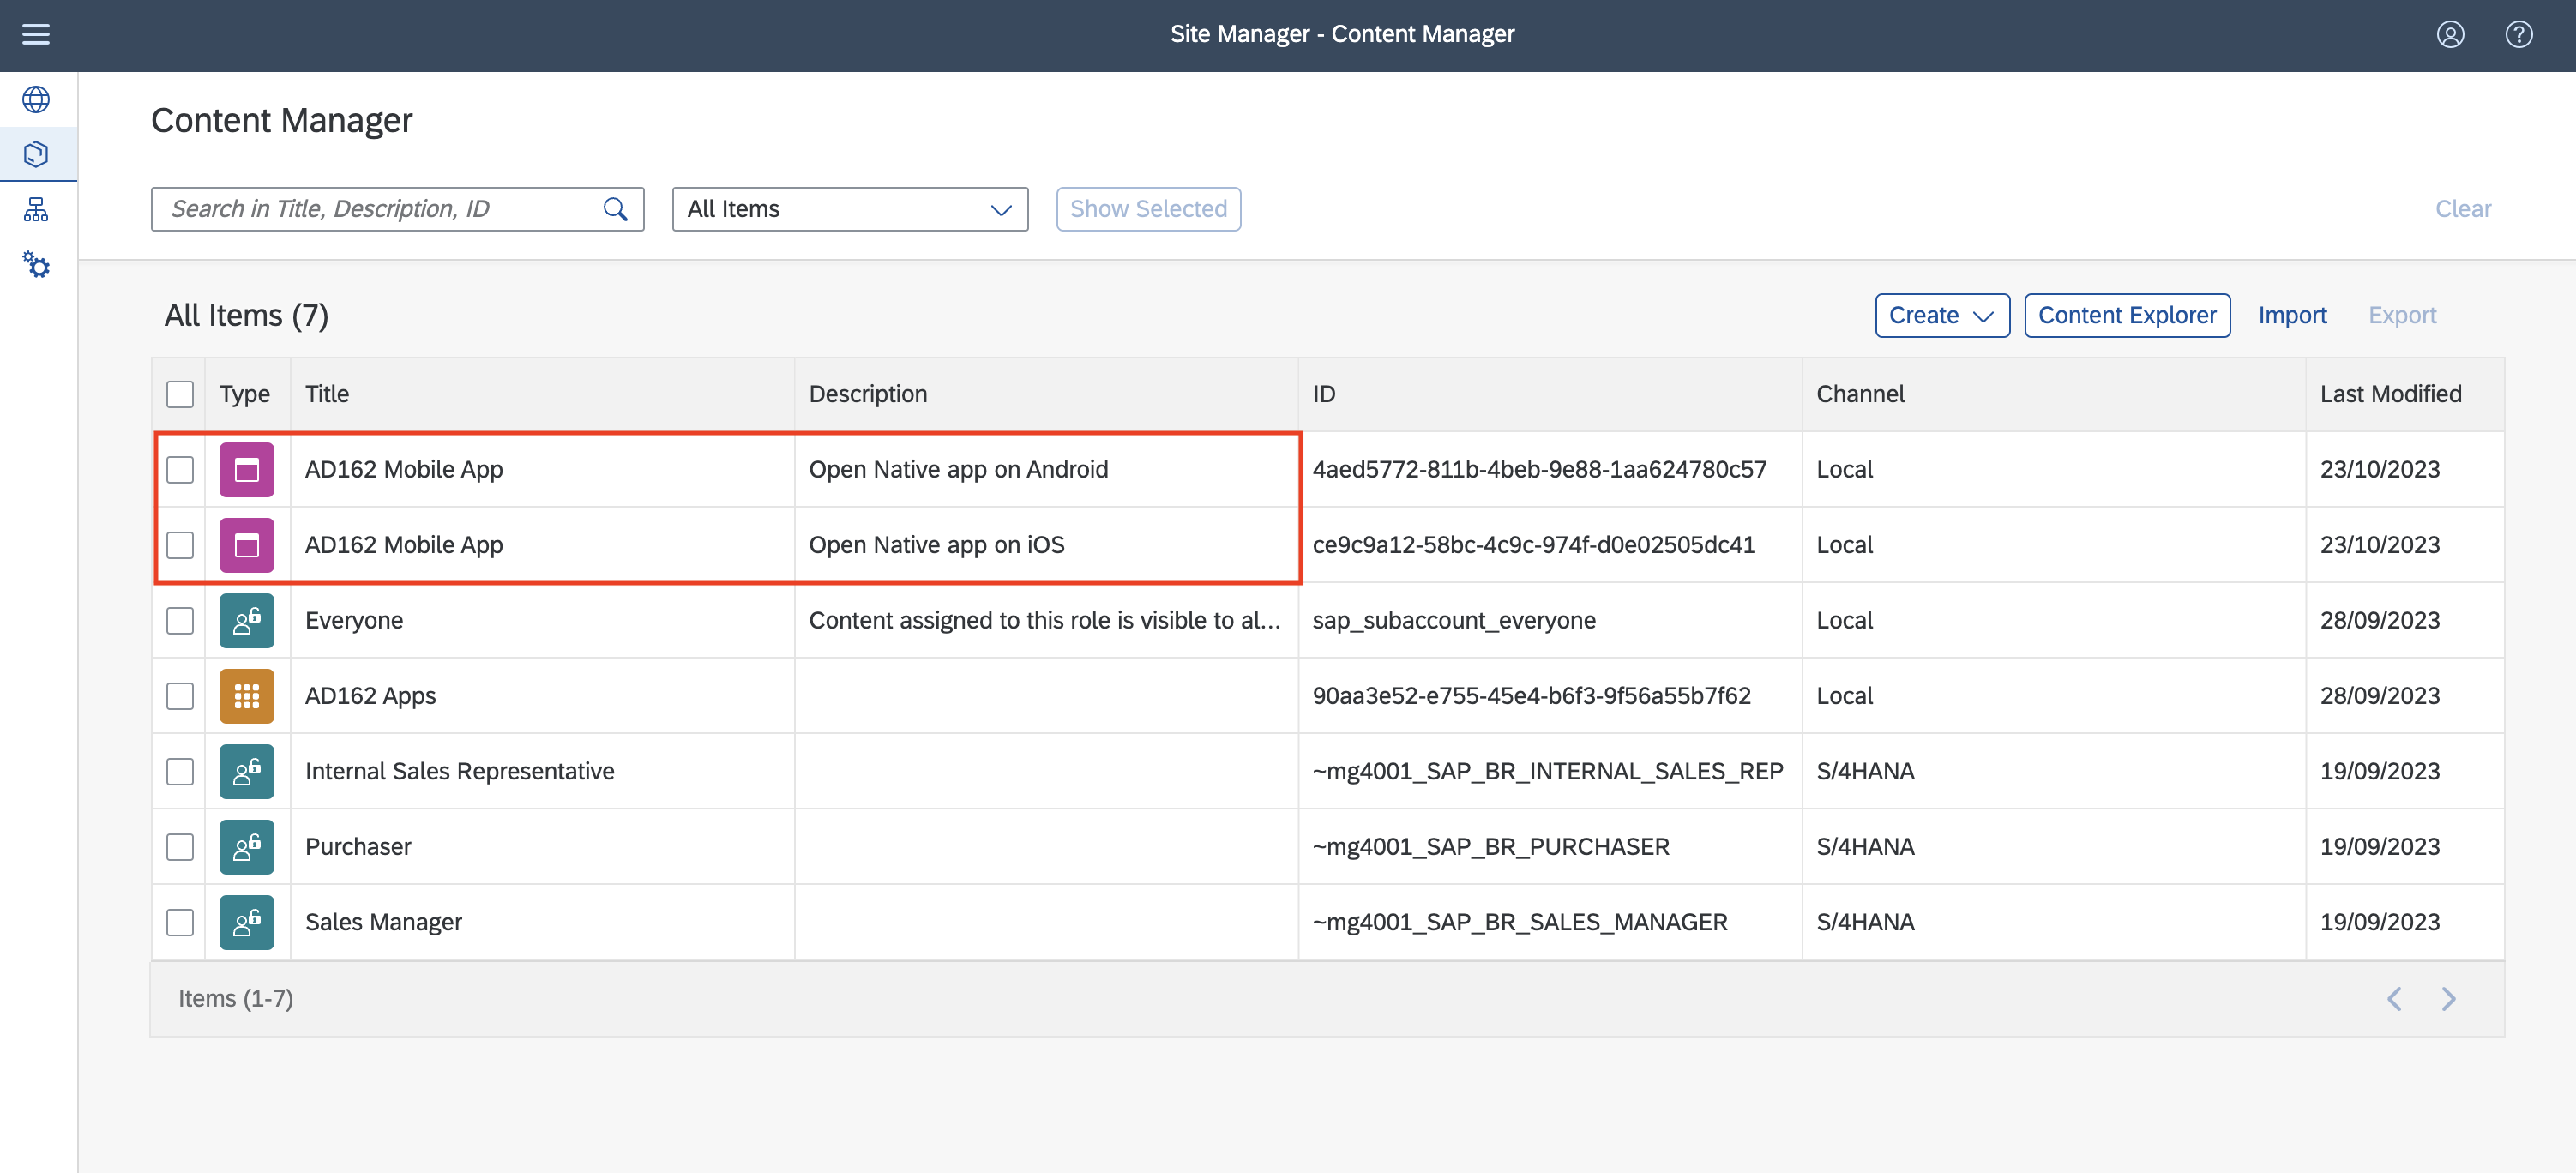 Site Manager - Content Manager
Content Manager
Search in Title, Description, ID
All Items
Show Selected
Clear
All Items (7)
Create
Content Explorer
Import
Export
Type Title Description ID Channel Last Modified
AD162 Mobile App Open Native app on Android 4aed5772-811b-4beb-9e88-1aa624780c57 Local 23/10/2023
AD162 Mobile App Open Native app on iOS ce9c9a12-58bc-4c9c-974f-d0e02505dc41 Local 23/10/2023
Everyone Content assigned to this role is visible to al... sap_subaccount_everyone Local 28/09/2023
AD162 Apps 90aa3e52-e755-45e4-b6f3-9f56a55b7f62 Local 28/09/2023
Internal Sales Representative ~mg4001_SAP_BR_INTERNAL_SALES_REP S/4HANA 19/09/2023
Purchaser ~mg4001_SAP_BR_PURCHASER S/4HANA 19/09/2023
Sales Manager ~mg4001_SAP_BR_SALES_MANAGER S/4HANA 19/09/2023
Items (1-7)